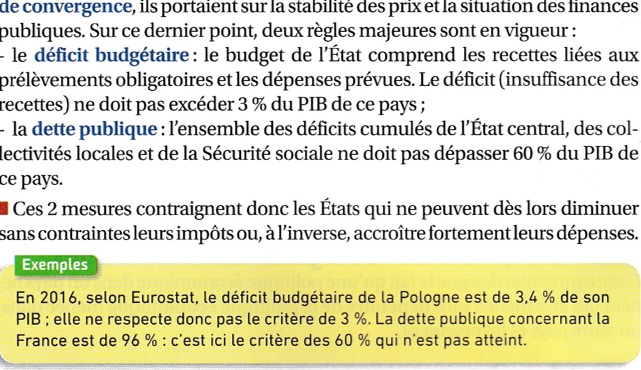 de convergence, ils portaient sur la stabilité des prix et la situation des finances
publiques. Sur ce dernier point, deux règles majeures sont en vigueur :
- le déficit budgétaire : le budget de l'État comprend les recettes liées aux
prélèvements obligatoires et les dépenses prévues. Le déficit (insuffisance des
recettes) ne doit pas excéder 3 % du PIB de ce pays ;
- la dette publique : l'ensemble des déficits cumulés de l'État central, des col-
lectivités locales et de la Sécurité sociale ne doit pas dépasser 60 % du PIB de
ce pays.
Ces 2 mesures contraignent donc les États qui ne peuvent dès lors diminuer
sans contraintes leurs impôts ou, à l'inverse, accroître fortement leurs dépenses.
Exemples
En 2016, selon Eurostat, le déficit budgétaire de la Pologne est de 3,4 % de son
PIB ; elle ne respecte donc pas le critère de 3 %. La dette publique concernant la
France est de 96 % : c'est ici le critère des 60 % qui n'est pas atteint.